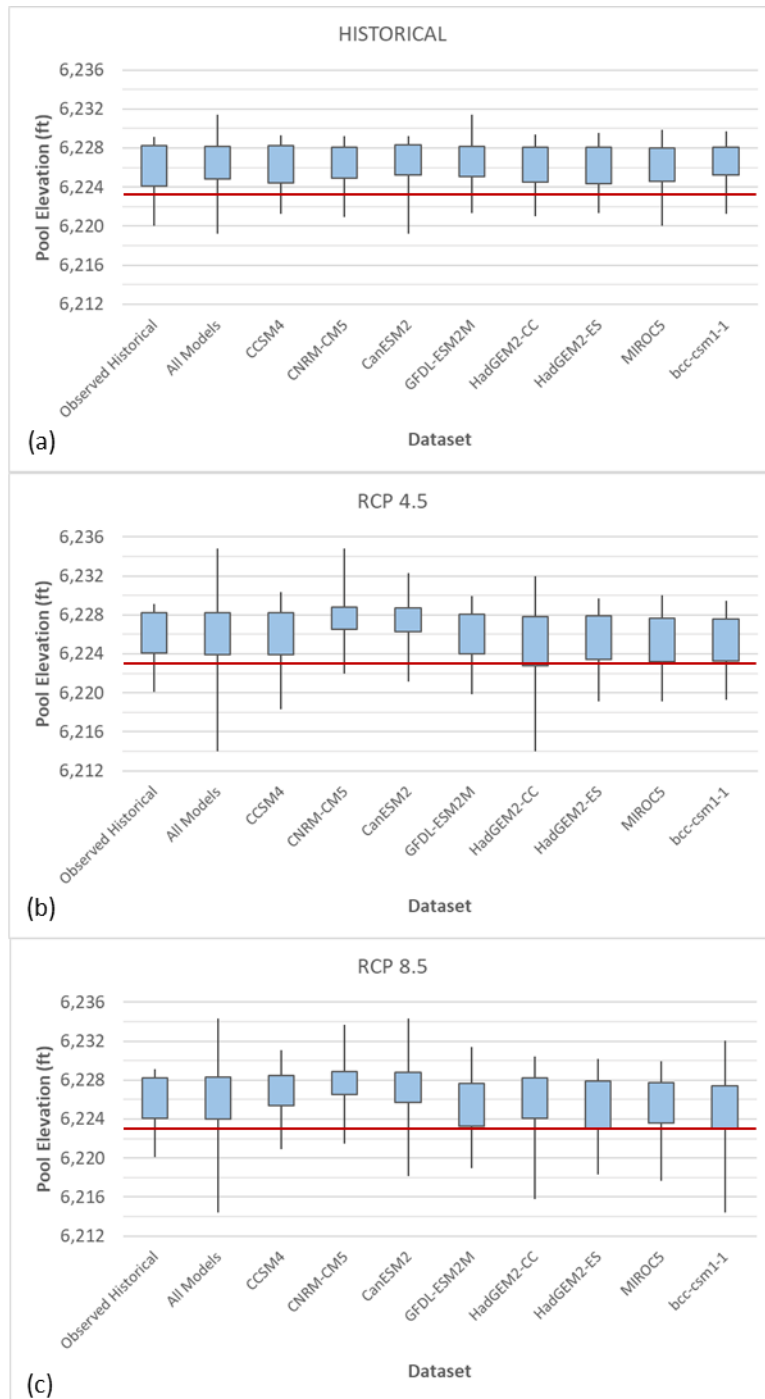 HISTORICAL
Pool Elevation (ft)
6,236
6,232
6,228
6,224
6,220
6,216
6,212
Observed Historical
All Models
CCSM4
CNRM-CM5
CanESM2
GFDL-ESM2M
HadGEM2-CC
HadGEM2-ES
MIROC5
bcc-csm1-1
Dataset
(a)
RCP 4.5
Pool Elevation (ft)
6,236
6,232
6,228
6,224
6,220
6,216
6,212
Observed Historical
All Models
CCSM4
CNRM-CM5
CanESM2
GFDL-ESM2M
HadGEM2-CC
HadGEM2-ES
MIROC5
bcc-csm1-1
Dataset
(b)
RCP 8.5
Pool Elevation (ft)
6,236
6,232
6,228
6,224
6,220
6,216
6,212
Observed Historical
All Models
CCSM4
CNRM-CM5
CanESM2
GFDL-ESM2M
HadGEM2-CC
HadGEM2-ES
MIROC5
bcc-csm1-1
Dataset
(c)